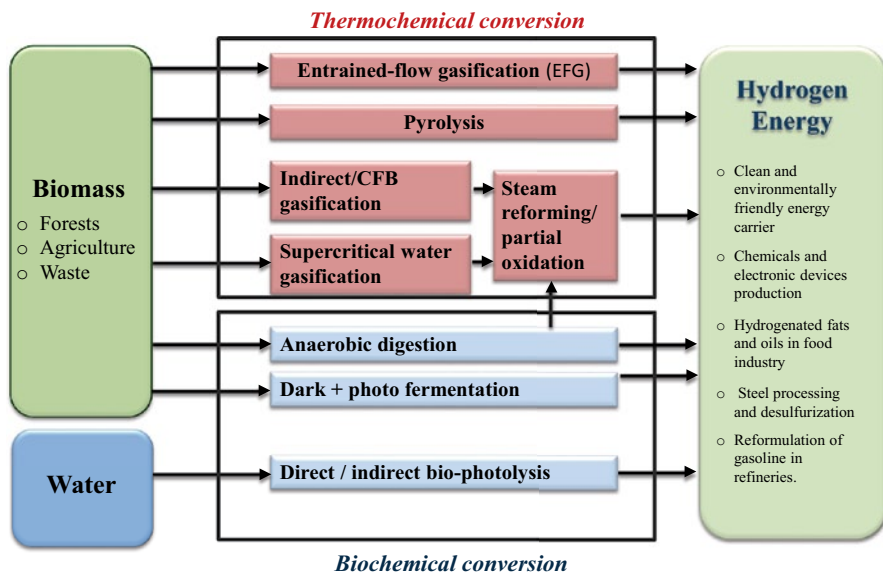 Thermochemical conversion
Biomass
o Forests
o Agriculture
o Waste
Water
Entrained-flow gasification (EFG)
Pyrolysis
Indirect/CFB
gasification
Supercritical water
gasification
Steam
reforming/
partial
oxidation
Anaerobic digestion
Dark + photo fermentation
Direct / indirect bio-photolysis
Hydrogen
Energy
o Clean and
environmentally
friendly energy
carrier
o Chemicals and
electronic devices
production
o Hydrogenated fats
and oils in food
industry
o Steel processing
and desulfurization
o Reformulation of
gasoline in
refineries.
Biochemical conversion